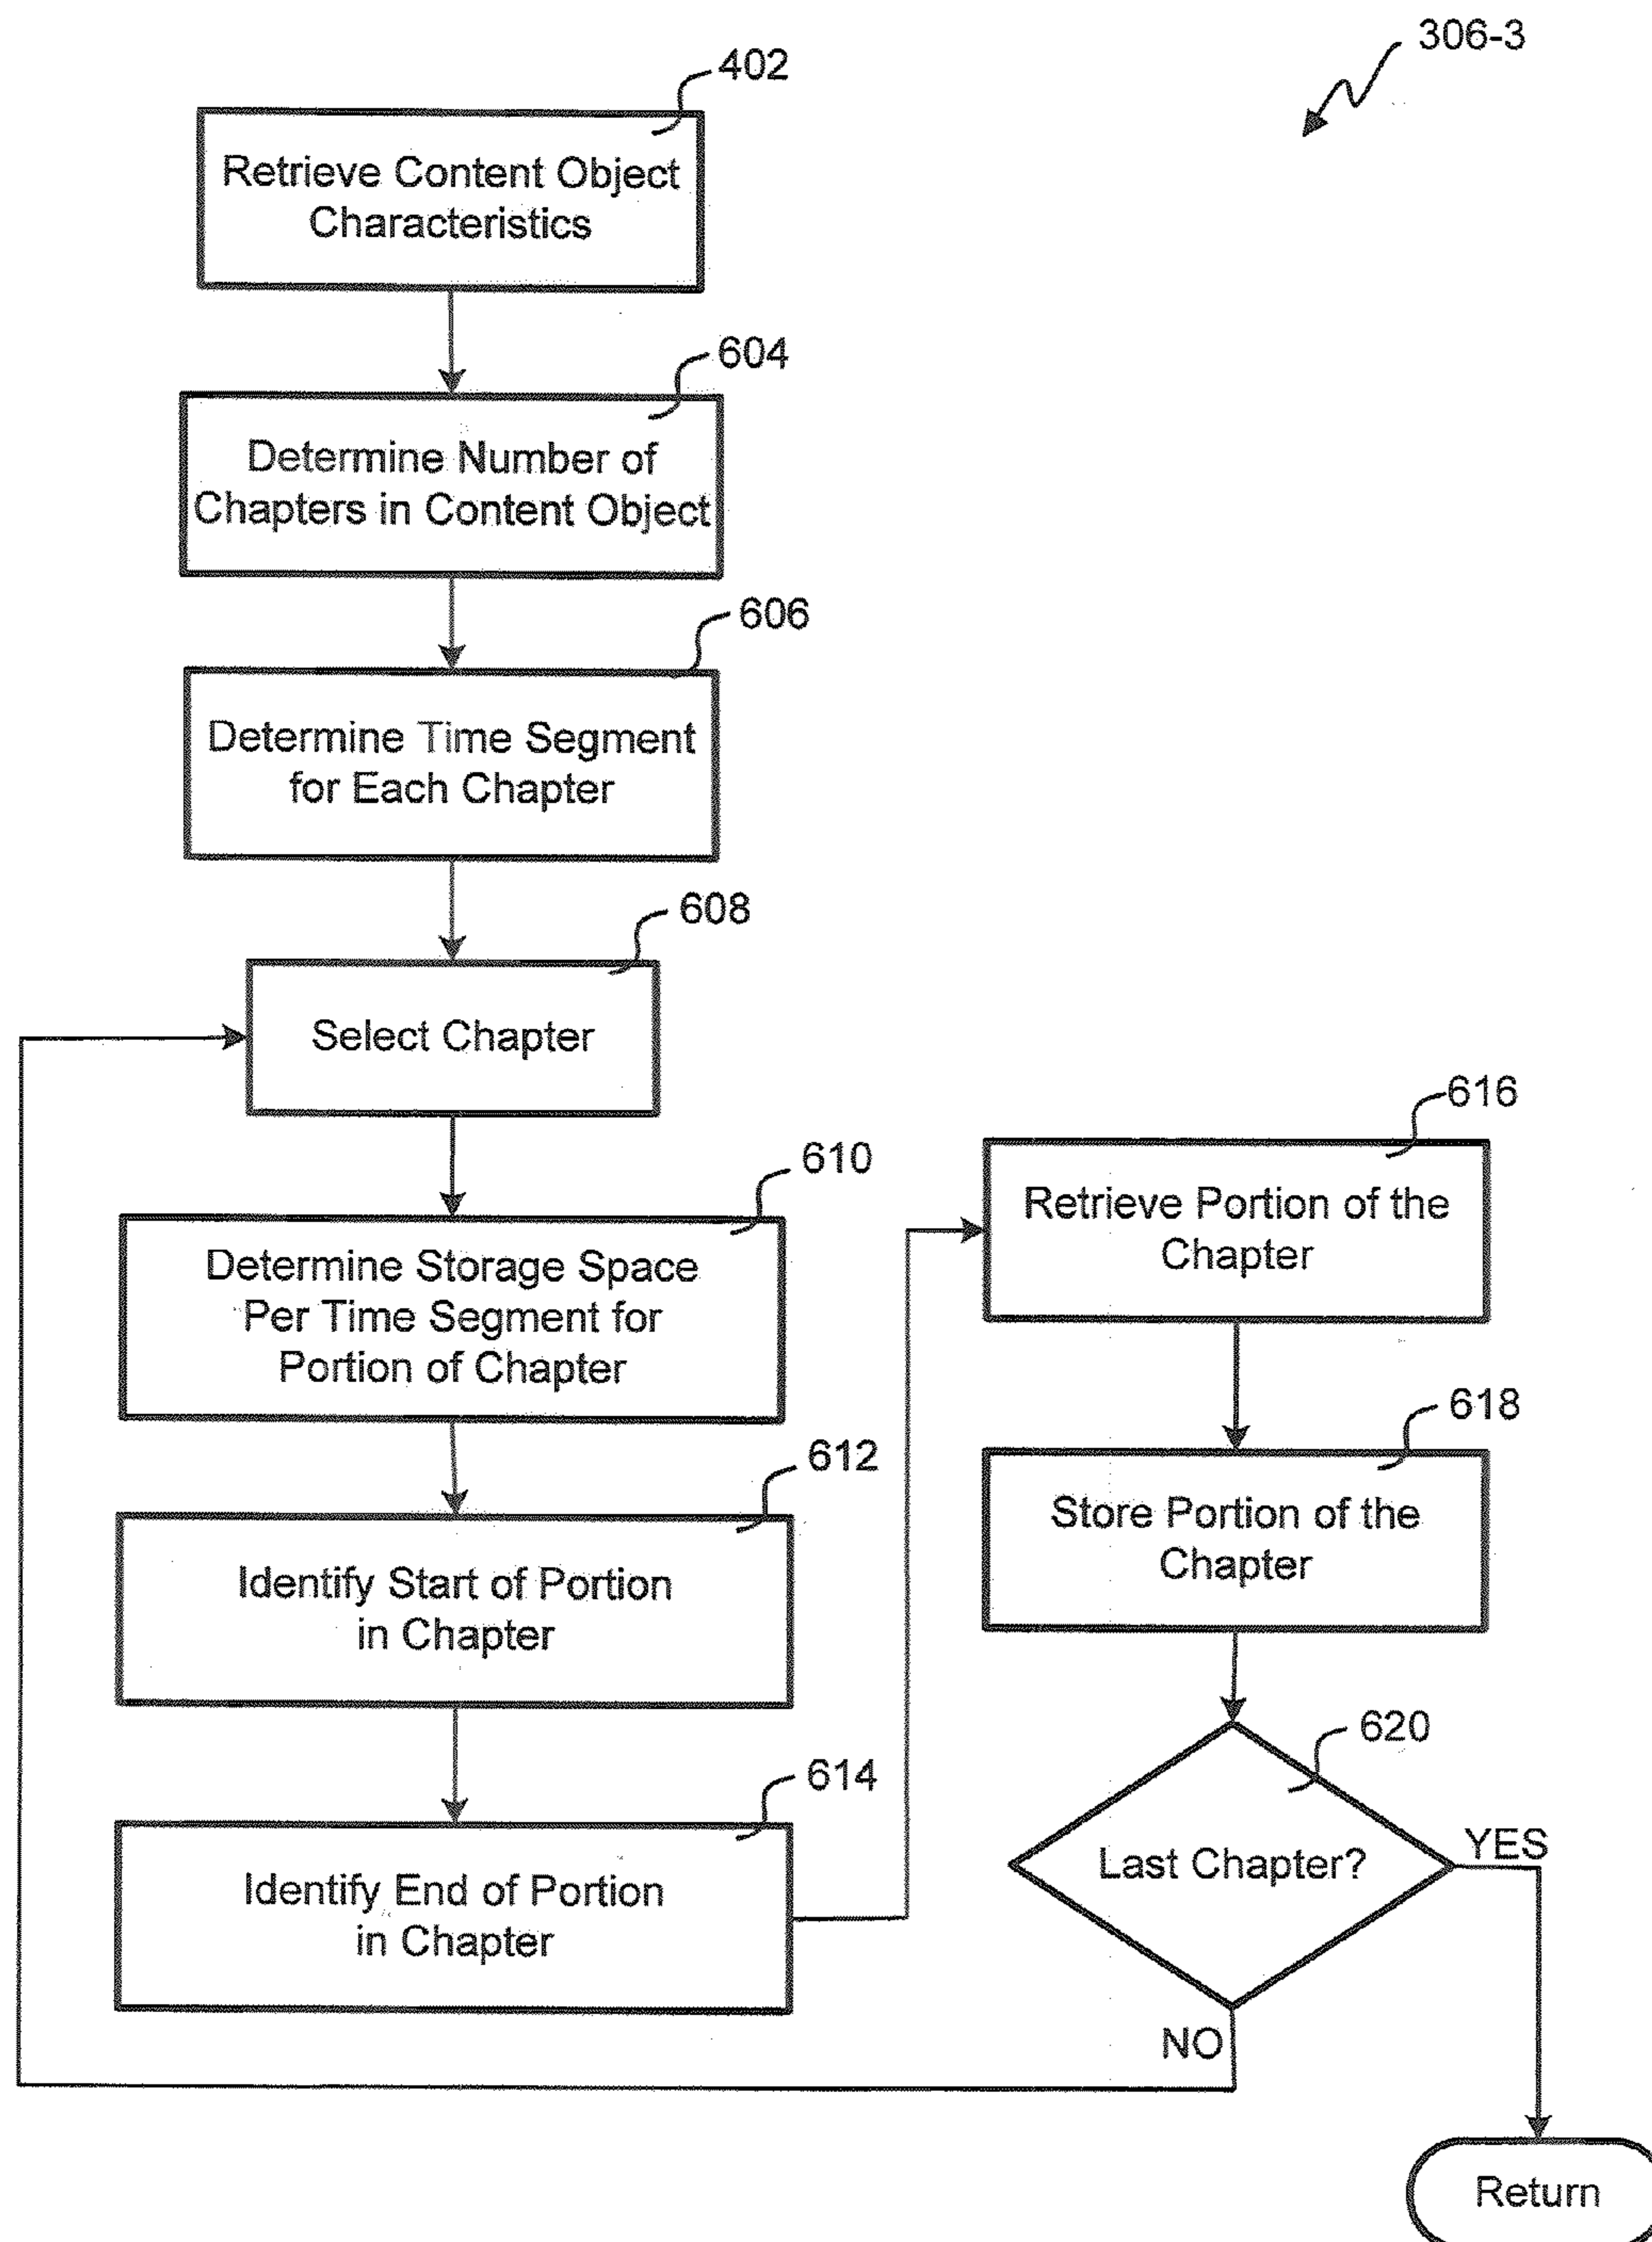 306-3
402
Retrieve Content Object
Characteristics
604
Determine Number of
Chapters in Content Object
606
Determine Time Segment
for Each Chapter
608
Select Chapter
610
Determine Storage Space
Per Time Segment for
Portion of Chapter
612
Identify Start of Portion
in Chapter
614
Identify End of Portion
in Chapter
616
Retrieve Portion of the
Chapter
618
Store Portion of the
Chapter
620
Last Chapter?
YES
NO
Return